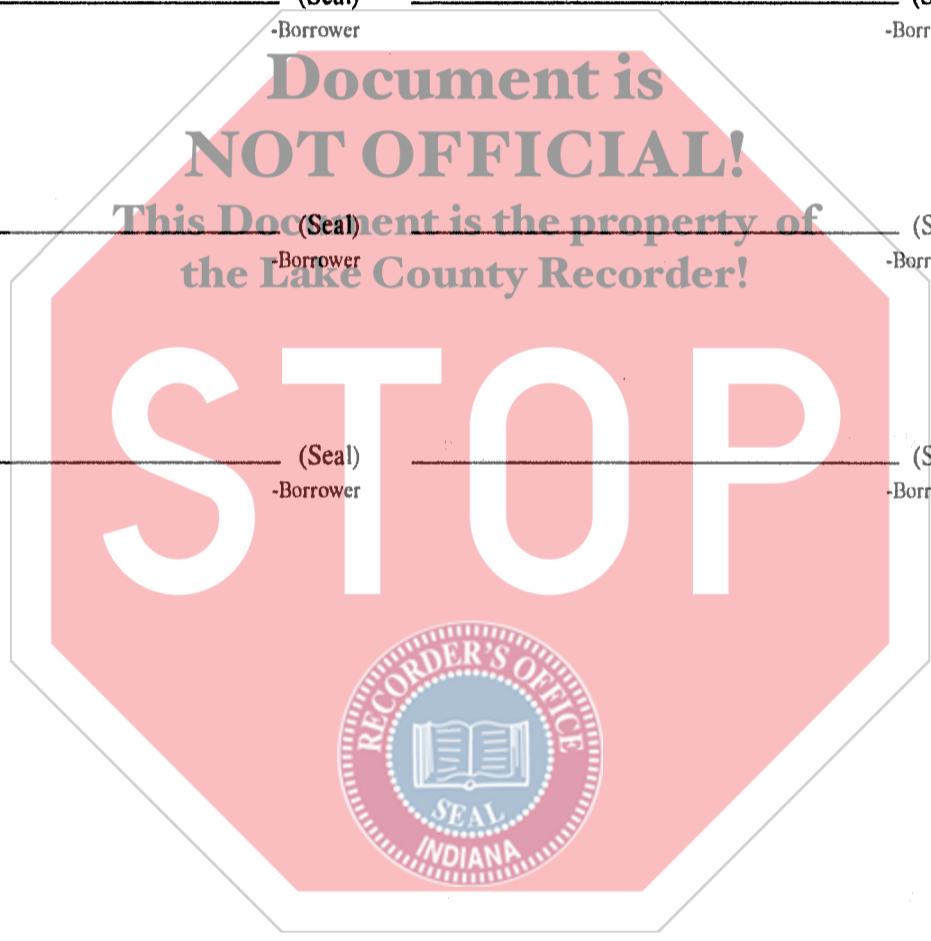 (Seal)
-Borrower
Document is
NOT OFFICIAL!
This Document is the property of
(Seal)
-Borrower
the Lake County Recorder!
STOP
(Seal)
-Borrower
RECORDER'S OFFICE
SEAL
INDIANA